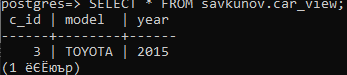 postgres=> SELECT * FROM savkunov.car_view;
 c_id | model  | year
------+--------+------
    3 | TOYOTA | 2015
(1 ёЄЁюър)